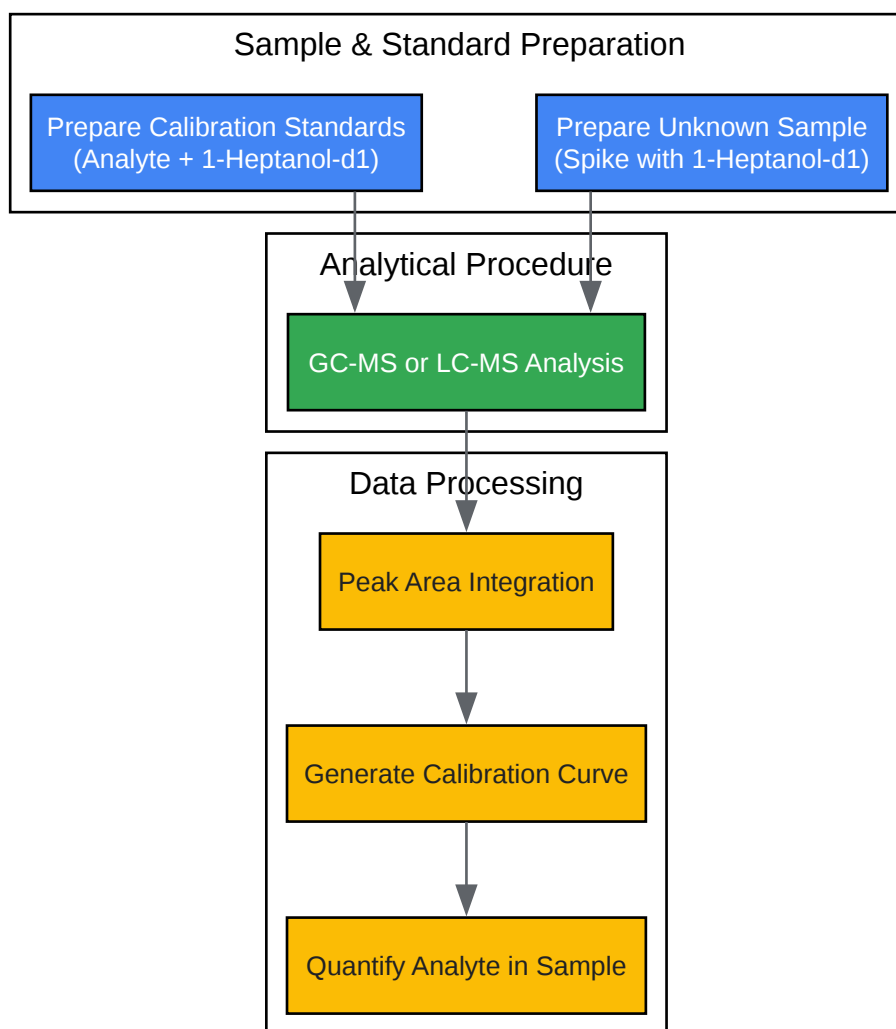 Sample & Standard Preparation
Prepare Calibration Standards
(Analyte + 1-Heptanol-d1)
Prepare Unknown Sample
(Spike with 1-Heptanol-d1)
Analytical Procedure
GC-MS or LC-MS Analysis
Data Processing
Peak Area Integration
Generate Calibration Curve
Quantify Analyte in Sample